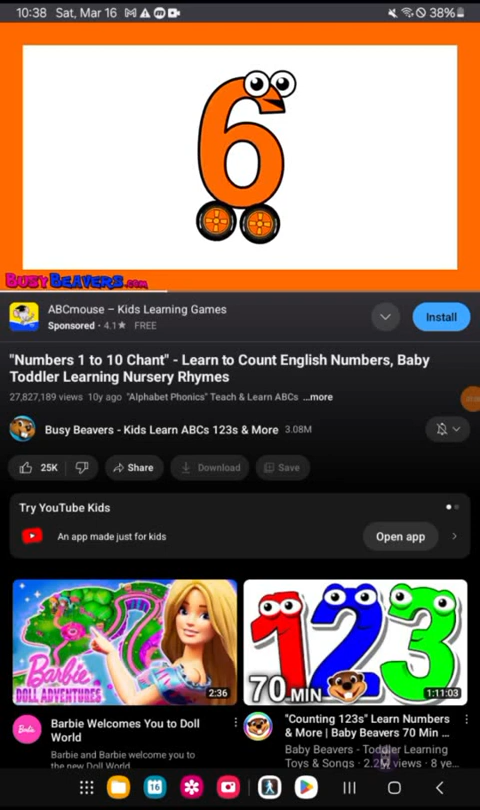 10:38 Sat, Mar 16
38%
6
BUSYBEAVERS.COM
ABCmouse – Kids Learning Games
Sponsored • 4.1★ FREE
Install
"Numbers 1 to 10 Chant" - Learn to Count English Numbers, Baby
Toddler Learning Nursery Rhymes
27,827,189 views 10y ago "Alphabet Phonics" Teach & Learn ABCs ...more
Busy Beavers - Kids Learn ABCs 123s & More 3.08M
25K
Share
Download
Save
Try YouTube Kids
An app made just for kids
Open app
Barbie
DOLL ADVENTURES
2:36
123
70 MIN
1:11:03
Barbie
Barbie Welcomes You to Doll
World
Barbie and Barbie welcome you to
the new Doll World
"Counting 123s" Learn Numbers
& More | Baby Beavers 70 Min ...
Baby Beavers - Toddler Learning
Toys & Songs
views • 8 ye...
16